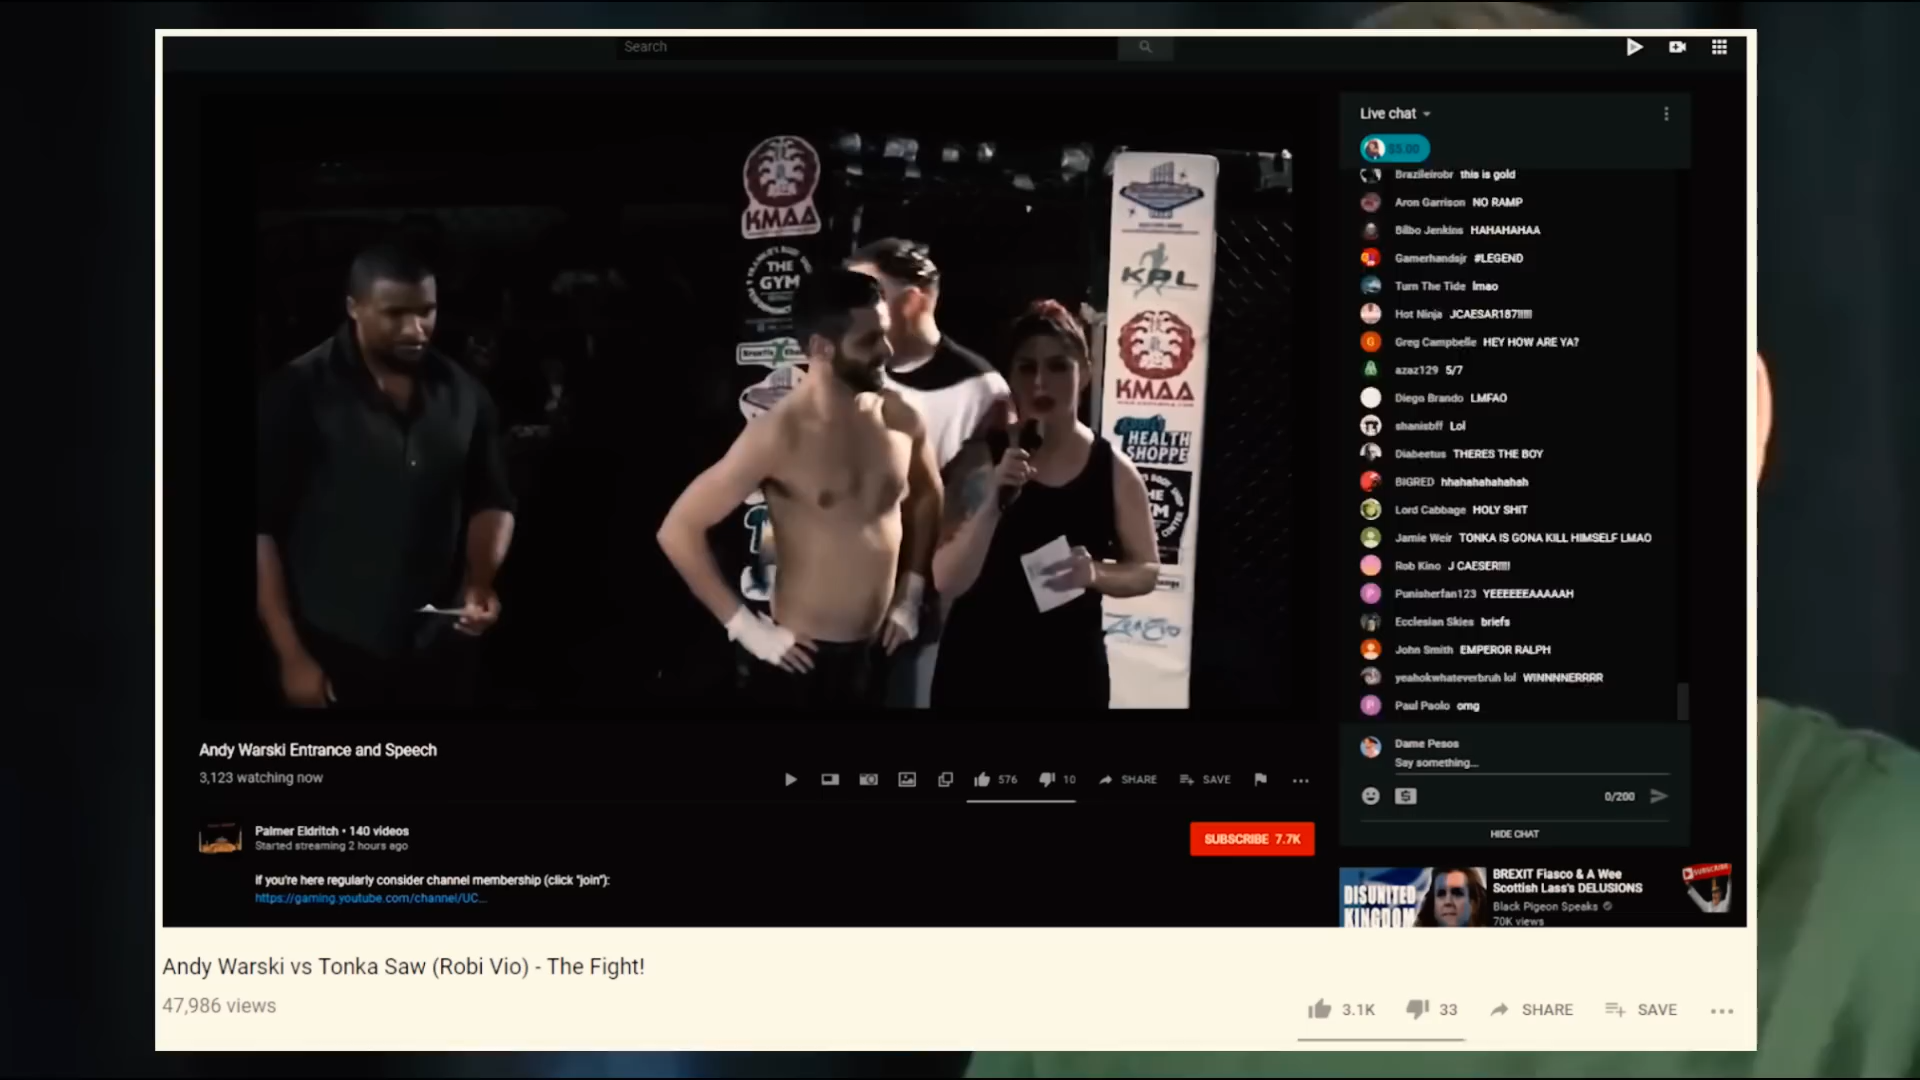 Search
Live chat
$5.00
Brazileirobr this is gold
Aron Garrison NO RAMP
Bilbo Jenkins HAHAHAHAA
Gamerhandsjr #LEGEND
Turn The Tide lmao
Hot Ninja JCAESAR187!!!!!
Greg Campbelle HEY HOW ARE YA?
azaz129 5/7
Diego Brando LMFAO
shanisbff Lol
Diabeetus THERES THE BOY
BIGRED hhahahahahahah
Lord Cabbage HOLY SHIT
Jamie Weir TONKA IS GONA KILL HIMSELF LMAO
Rob Kino J CAESER!!!!
Punisherfan123 YEEEEEEAAAAAH
Ecclesian Skies briefs
John Smith EMPEROR RALPH
yeahokwhateverbruh lol WINNNNERRRR
Paul Paolo omg
Dame Pesos
Say something...
0/200
HIDE CHAT
KMAA
THE
GYM
KPL
KMAA
HEALTH
SHOPPE
Andy Warski Entrance and Speech
3,123 watching now
576
10
SHARE
SAVE
Palmer Eldritch • 140 videos
Started streaming 2 hours ago
SUBSCRIBE 7.7K
If you're here regularly consider channel membership (click "join"):
https://gaming.youtube.com/channel/UC...
DISUNITED
KINGDOM
BREXIT Fiasco & A Wee
Scottish Lass's DELUSIONS
Black Pigeon Speaks
70K views
SUBSCRIBE
Andy Warski vs Tonka Saw (Robi Vio) - The Fight!
47,986 views
3.1K
33
SHARE
SAVE